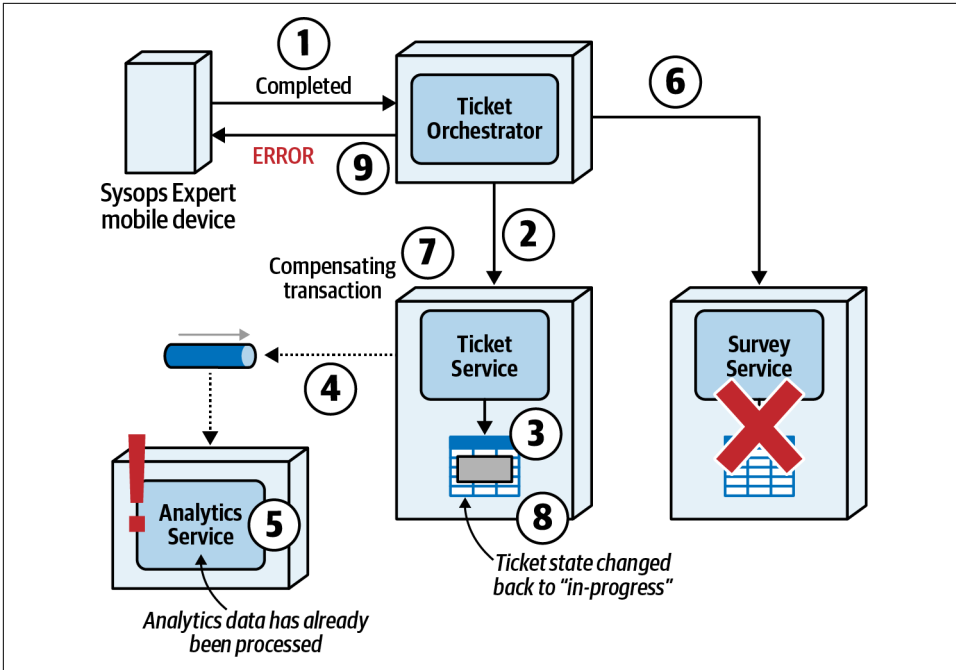 1
Completed
Ticket
Orchestrator
6
ERROR
9
Sysops Expert
mobile device
2
7
Compensating
transaction
Ticket
Service
Survey
Service
4
3
Analytics
Service
5
8
Ticket state changed
back to “in-progress”
Analytics data has already
been processed